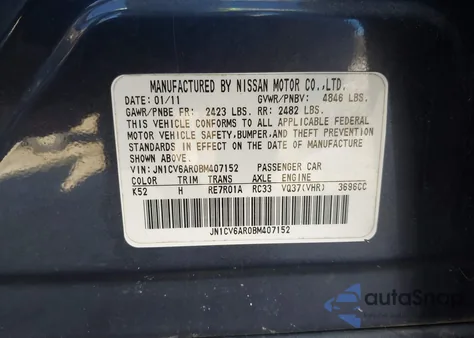 MANUFACTURED BY NISSAN MOTOR CO.,LTD.
DATE: 01/11 GVWR/PNBV: 4846 LBS.
GAWR/PNBE FR: 2423 LBS. RR: 2482 LBS.
THIS VEHICLE CONFORMS TO ALL APPLICABLE FEDERAL
MOTOR VEHICLE SAFETY, BUMPER, AND THEFT PREVENTION
STANDARDS IN EFFECT ON THE DATE OF MANUFACTURE
SHOWN ABOVE.
VIN: JN1CV6AR0BM407152 PASSENGER CAR
COLOR TRIM TRANS AXLE ENGINE
K52 H RE7R01A RC33 VQ37(VHR) 3696CC
JN1CV6AR0BM407152
autoSnap